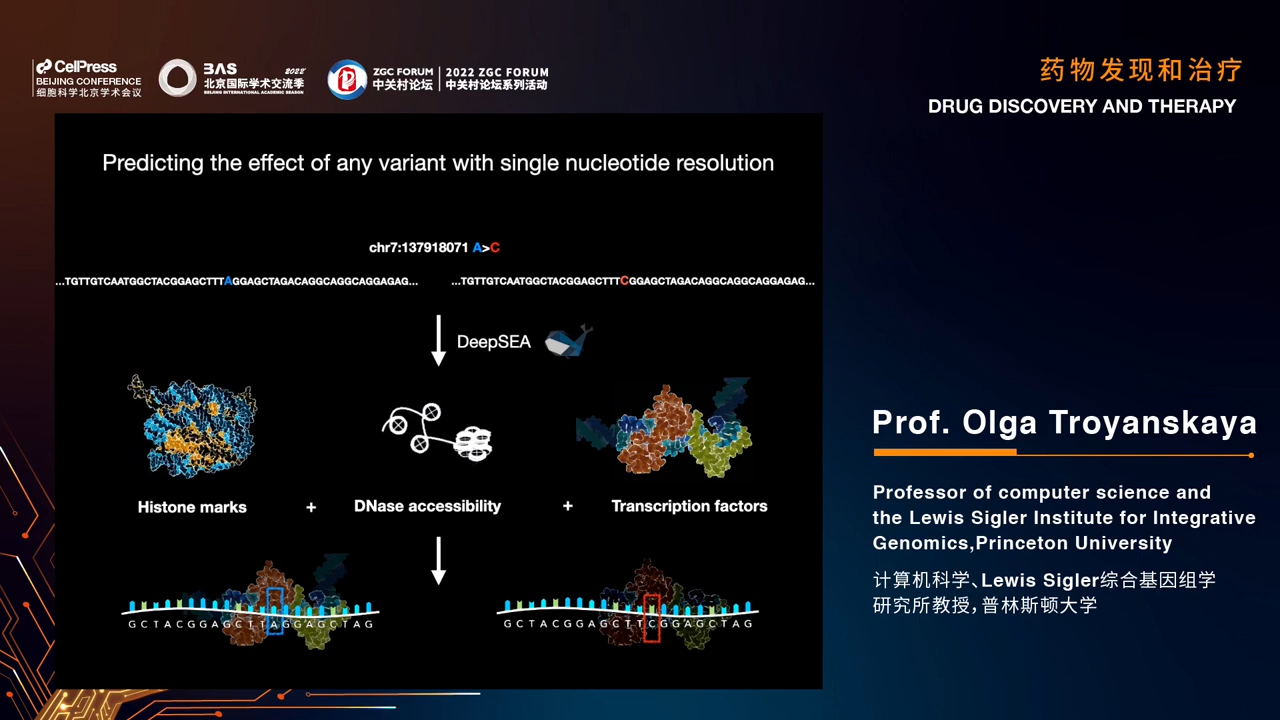 CelPress
BEIJING CONFERENCE
细胞科学北京学术会议
BAS 2022
北京国际学术交流季
BEIJING INTERNATIONAL ACADEMIC SEASON
ZGC FORUM
中关村论坛
2022 ZGC FORUM
中关村论坛系列活动
药物发现和治疗
DRUG DISCOVERY AND THERAPY
Predicting the effect of any variant with single nucleotide resolution
chr7:137918071 A>C
...TGTTGTCAATGGCTACGGAGCTTTAGGAGCTAGACAGGCAGGCAGGAGAG...
...TGTTGTCAATGGCTACGGAGCTTTCGGAGCTAGACAGGCAGGCAGGAGAG...
DeepSEA
Histone marks + DNase accessibility + Transcription factors
GCTACGGAGCTTAGGAGCTAG
GCTACGGAGCTTCGGAGCTAG
Prof. Olga Troyanskaya
Professor of computer science and
the Lewis Sigler Institute for Integrative
Genomics,Princeton University
计算机科学、Lewis Sigler综合基因组学
研究所教授，普林斯顿大学